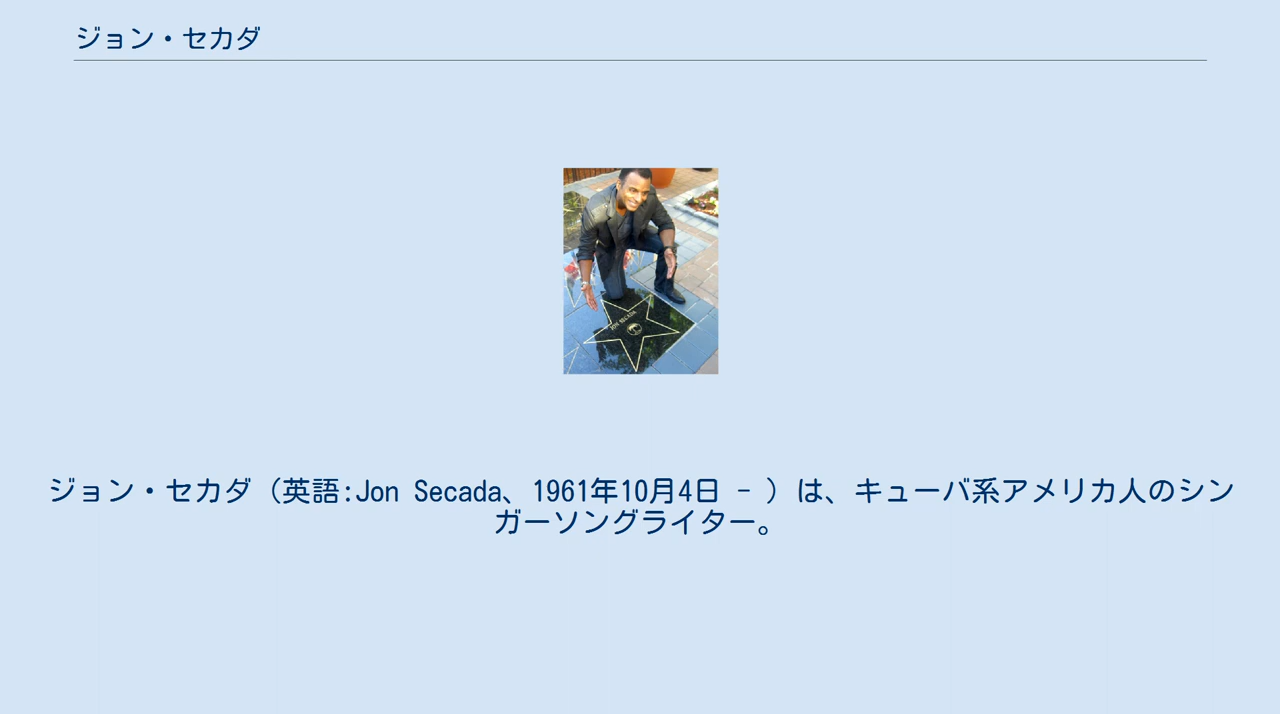 ジョン・セカダ
JON SECADA
ジョン・セカダ（英語:Jon Secada、1961年10月4日 - ）は、キューバ系アメリカ人のシン
ガーソングライター。